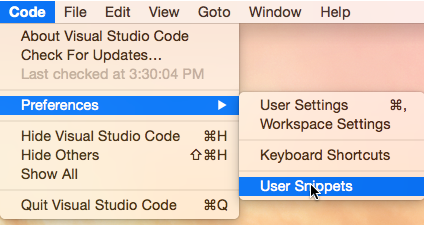 Code File Edit View Goto Window Help
About Visual Studio Code
Check For Updates...
Last checked at 3:30:04 PM
Preferences ▶
User Settings ⌘,
Workspace Settings
Keyboard Shortcuts
User Snippets
Hide Visual Studio Code ⌘H
Hide Others ⇧⌘H
Show All
Quit Visual Studio Code ⌘Q